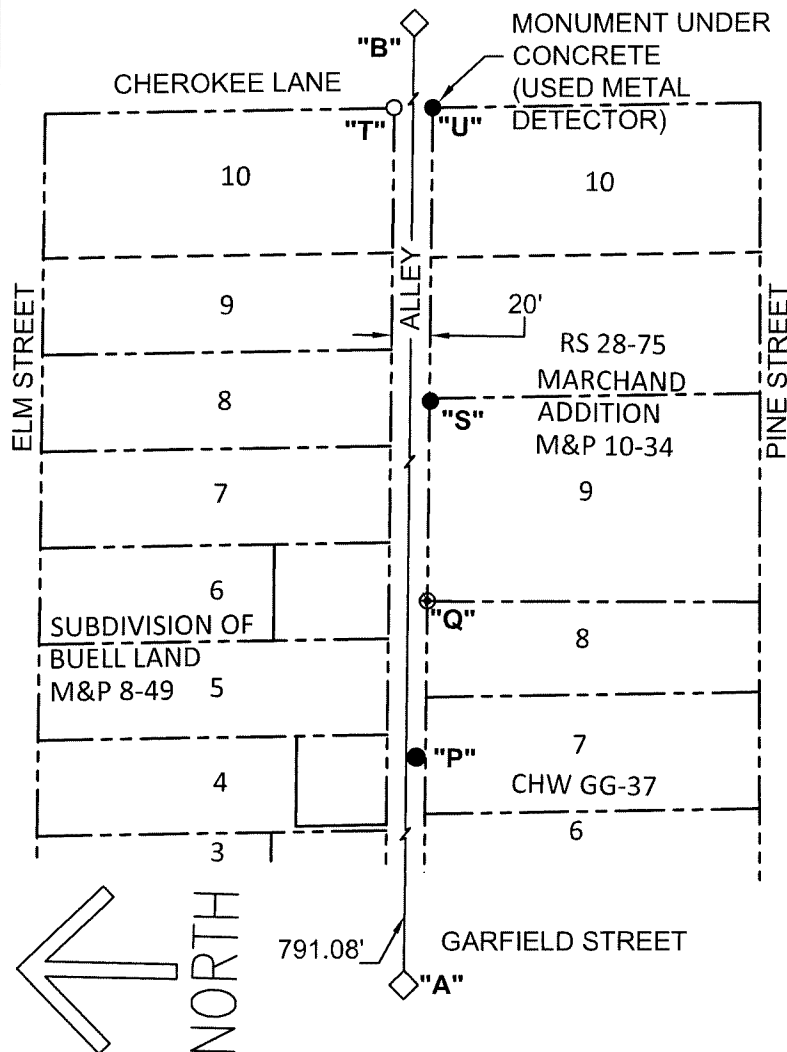 "B"
MONUMENT UNDER
CONCRETE
(USED METAL
DETECTOR)
CHEROKEE LANE
"T"
"U"
10
10
ALLEY
9
20'
ELM STREET
PINE STREET
RS 28-75
MARCHAND
ADDITION
M&P 10-34
8
"S"
7
9
6
"Q"
SUBDIVISION OF
BUELL LAND
M&P 8-49
5
8
"P"
7
4
CHW GG-37
3
6
NORTH
791.08'
GARFIELD STREET
"A"